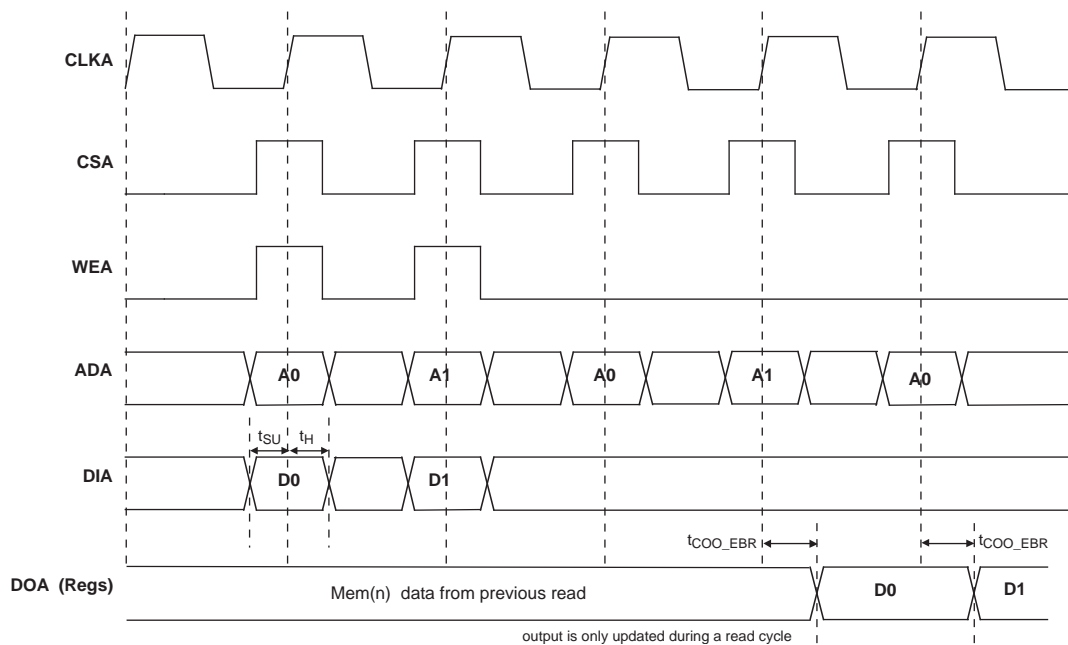 CLKA
CSA
WEA
ADA A0 A1 A0 A1 A0
tSU tH
DIA D0 D1
tCOO_EBR tCOO_EBR
DOA (Regs) Mem(n) data from previous read D0 D1
output is only updated during a read cycle